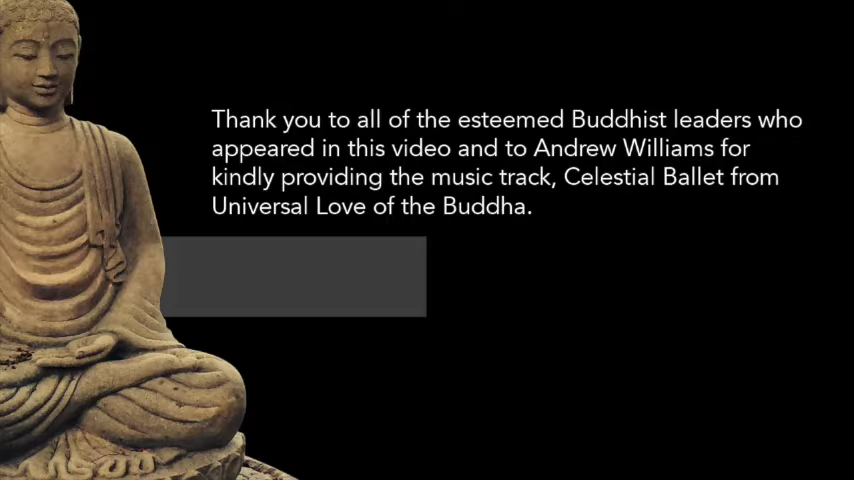 Thank you to all of the esteemed Buddhist leaders who
appeared in this video and to Andrew Williams for
kindly providing the music track, Celestial Ballet from
Universal Love of the Buddha.